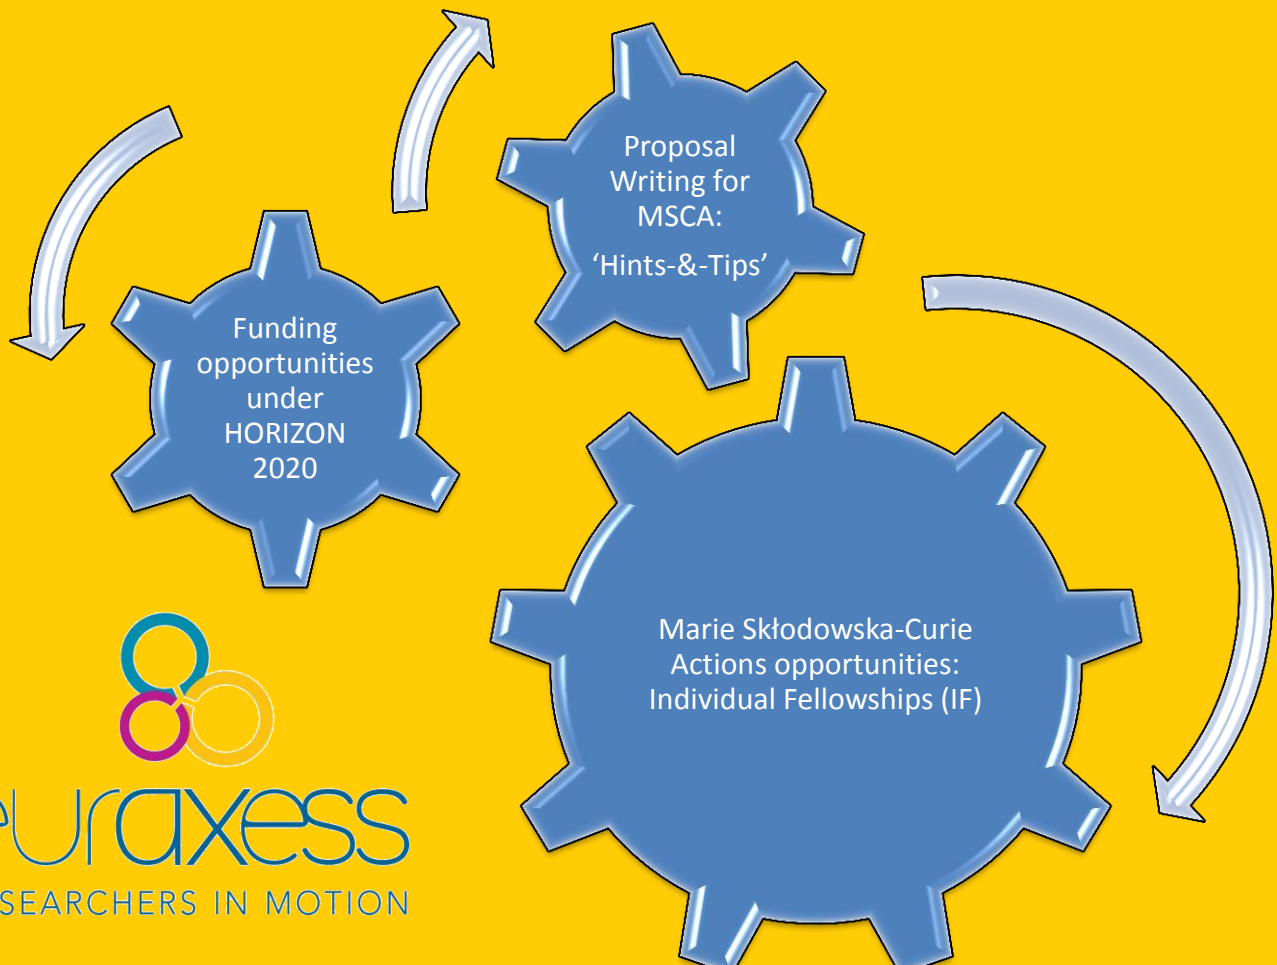 Proposal
Writing for
MSCA:
‘Hints-&-Tips’
Funding
opportunities
under
HORIZON
2020
Marie Skłodowska-Curie
Actions opportunities:
Individual Fellowships (IF)
euraxess
SEARCHERS IN MOTION